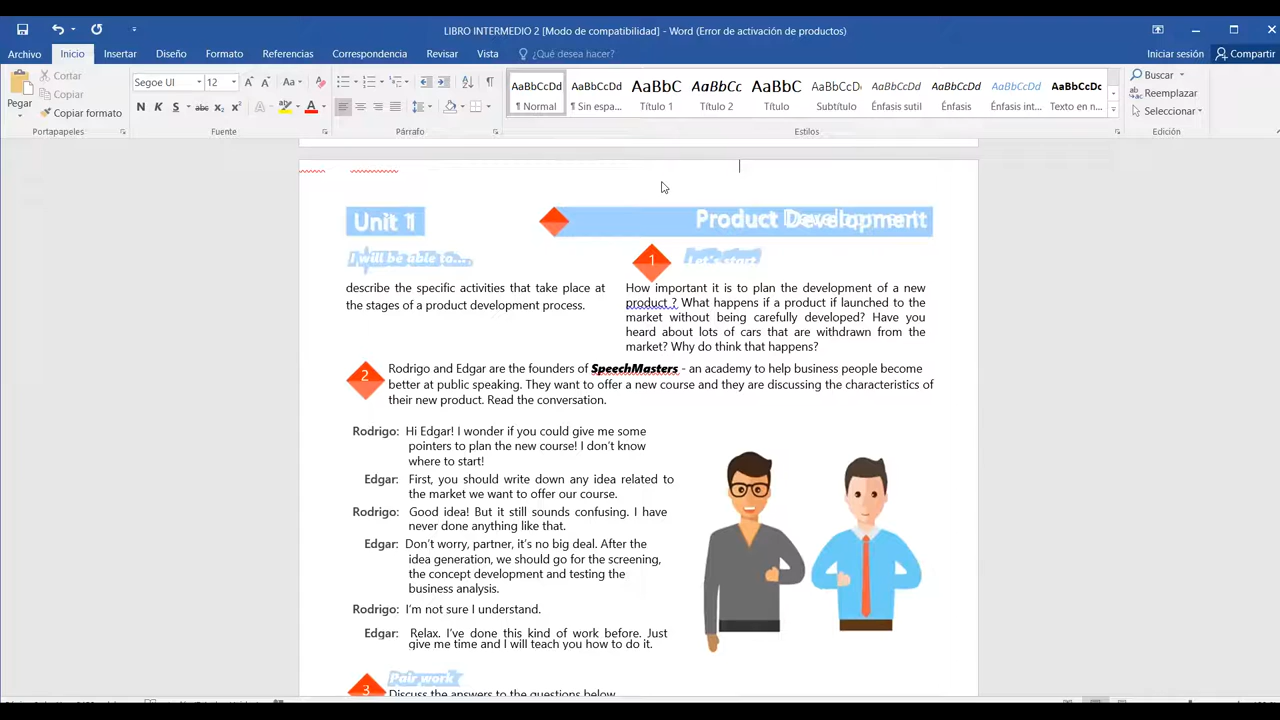 LIBRO INTERMEDIO 2 [Modo de compatibilidad] - Word (Error de activación de productos)
Archivo Inicio Insertar Diseño Formato Referencias Correspondencia Revisar Vista ¿Qué desea hacer? Iniciar sesión Compartir
Pegar
Cortar
Copiar
Copiar formato
Portapapeles
Segoe UI 12
N K S abc x₂ x²
Fuente
Párrafo
AaBbCcDd AaBbCcDd AaBbC AaBbCc AaBbC AaBbCcD AaBbCcDd AaBbCcDd AaBbCcDd AaBbCcDc
¶ Normal ¶ Sin espa... Título 1 Título 2 Título Subtítulo Énfasis sutil Énfasis Énfasis int... Texto en n...
Estilos
Buscar
Reemplazar
Seleccionar
Edición
Unit 1
Product Development
I will be able to...
describe the specific activities that take place at
the stages of a product development process.
1
Let's start
How important it is to plan the development of a new
product ? What happens if a product if launched to the
market without being carefully developed? Have you
heard about lots of cars that are withdrawn from the
market? Why do think that happens?
2
Rodrigo and Edgar are the founders of SpeechMasters - an academy to help business people become
better at public speaking. They want to offer a new course and they are discussing the characteristics of
their new product. Read the conversation.
Rodrigo: Hi Edgar! I wonder if you could give me some
pointers to plan the new course! I don't know
where to start!
Edgar: First, you should write down any idea related to
the market we want to offer our course.
Rodrigo: Good idea! But it still sounds confusing. I have
never done anything like that.
Edgar: Don't worry, partner, it's no big deal. After the
idea generation, we should go for the screening,
the concept development and testing the
business analysis.
Rodrigo: I'm not sure I understand.
Edgar: Relax. I've done this kind of work before. Just
give me time and I will teach you how to do it.
3
Pair work
Discuss the answers to the questions below